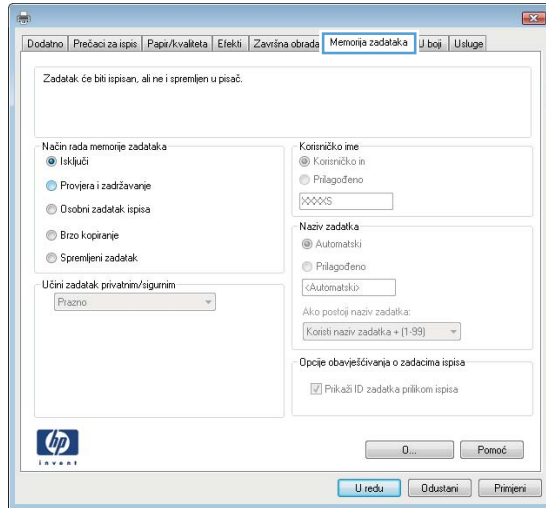 Dodatno Prečaci za ispis Papir/kvaliteta Efekti Završna obrada Memorija zadataka U boji Usluge
Zadatak će biti ispisan, ali ne i spremljen u pisač.
Način rada memorije zadataka
Isključi
Provjera i zadržavanje
Osobni zadatak ispisa
Brzo kopiranje
Spremljeni zadatak
Učini zadatak privatnim/sigurnim
Prazno
Korisničko ime
Korisničko in
Prilagođeno
XXXXS
Naziv zadatka
Automatski
Prilagođeno
<Automatski>
Ako postoji naziv zadatka:
Koristi naziv zadatka + (1-99)
Opcije obavješćivanja o zadacima ispisa
Prikaži ID zadatka prilikom ispisa
hp
invent
O... Pomoć
U redu Odustani Primjeni